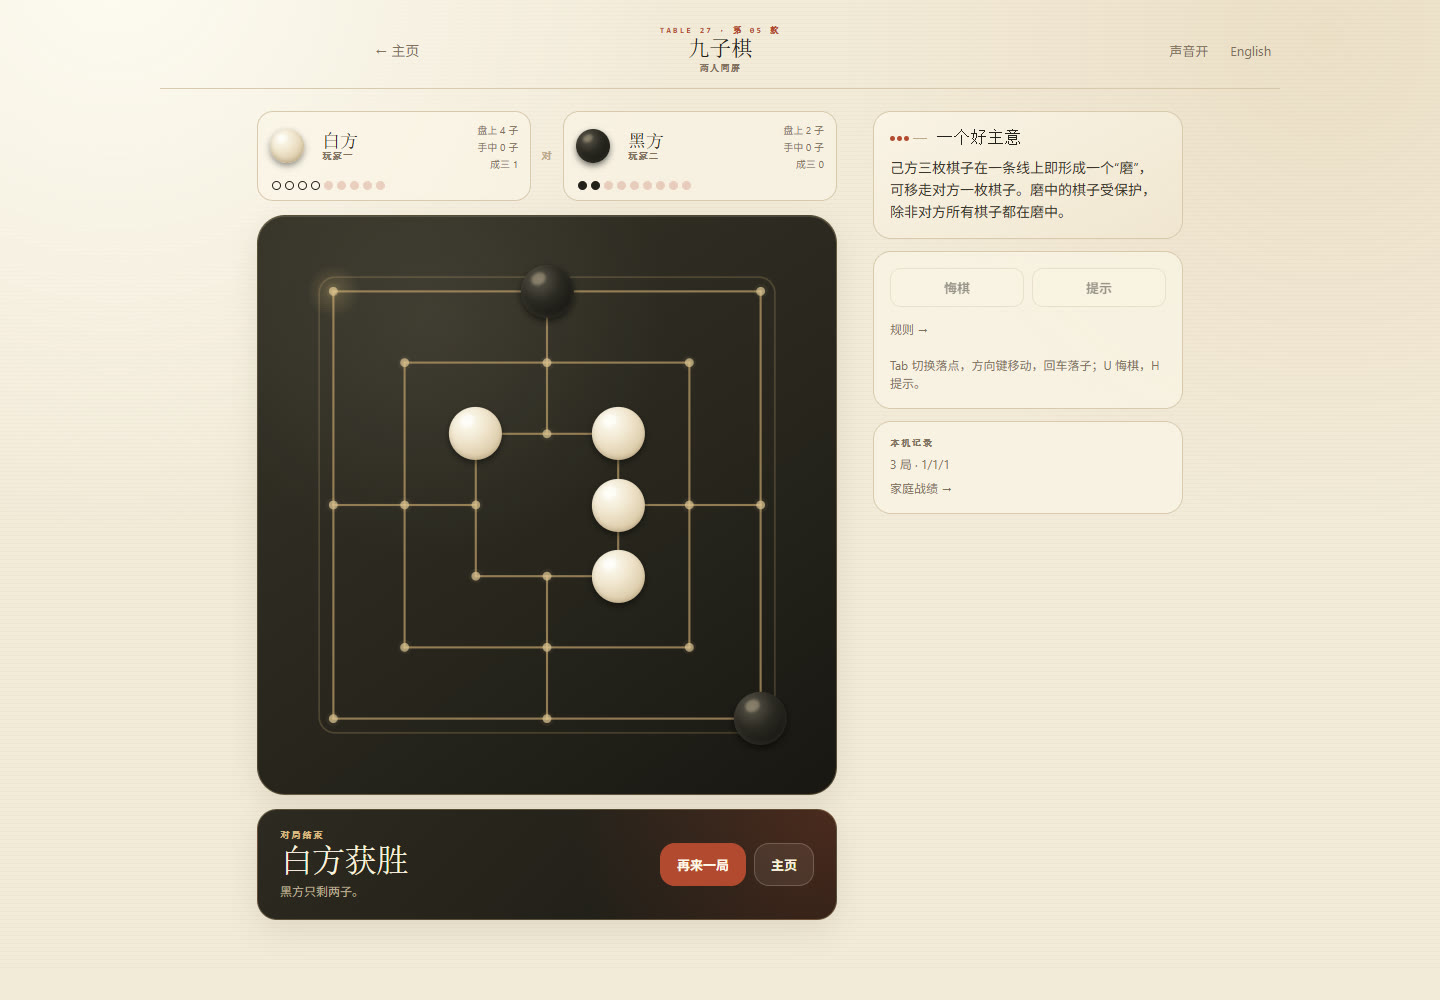 ← 主页
TABLE 27 · 第 05 款
九子棋
两人同屏
声音开
English
白方
玩家一
盘上 4 子
手中 0 子
成三 1
对
黑方
玩家二
盘上 2 子
手中 0 子
成三 0
一个好主意
己方三枚棋子在一条线上即形成一个“磨”，
可移走对方一枚棋子。磨中的棋子受保护，
除非对方所有棋子都在磨中。
悔棋
提示
规则 →
Tab 切换落点，方向键移动，回车落子；U 悔棋，H
提示。
本机记录
3 局 · 1/1/1
家庭战绩 →
对局结束
白方获胜
黑方只剩两子。
再来一局
主页